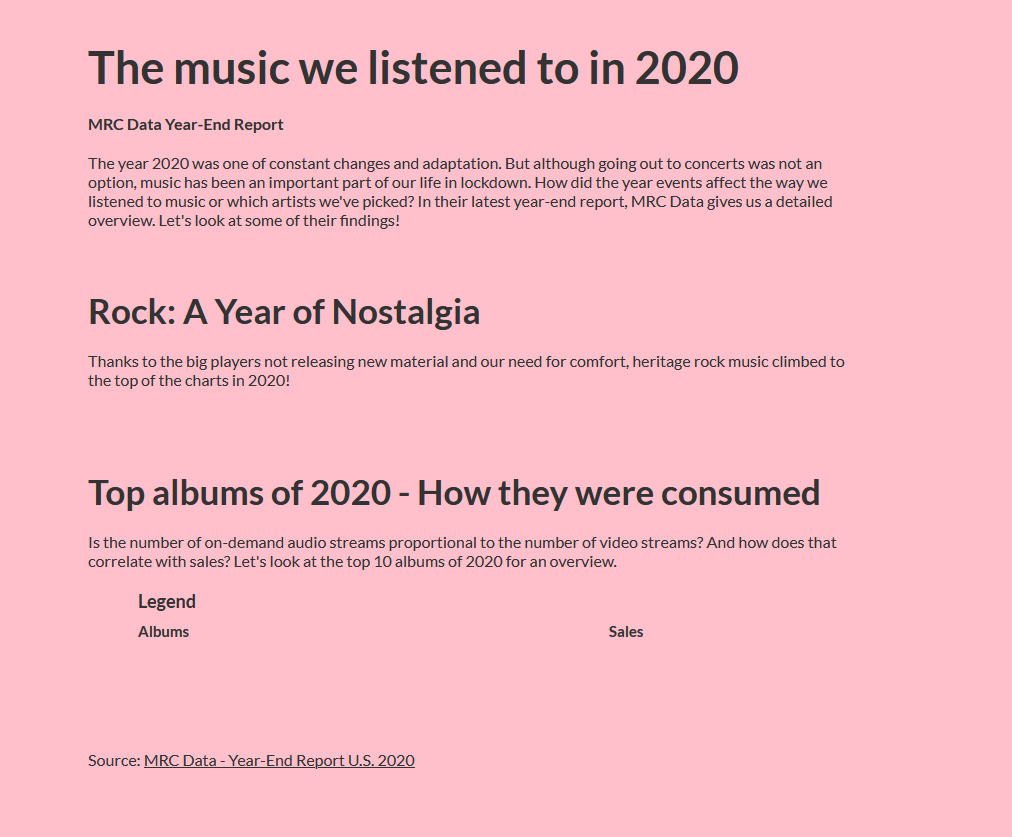 The music we listened to in 2020
MRC Data Year-End Report
The year 2020 was one of constant changes and adaptation. But although going out to concerts was not an
option, music has been an important part of our life in lockdown. How did the year events affect the way we
listened to music or which artists we've picked? In their latest year-end report, MRC Data gives us a detailed
overview. Let's look at some of their findings!
Rock: A Year of Nostalgia
Thanks to the big players not releasing new material and our need for comfort, heritage rock music climbed to
the top of the charts in 2020!
Top albums of 2020 - How they were consumed
Is the number of on-demand audio streams proportional to the number of video streams? And how does that
correlate with sales? Let's look at the top 10 albums of 2020 for an overview.
Legend
Albums Sales
Source: MRC Data - Year-End Report U.S. 2020